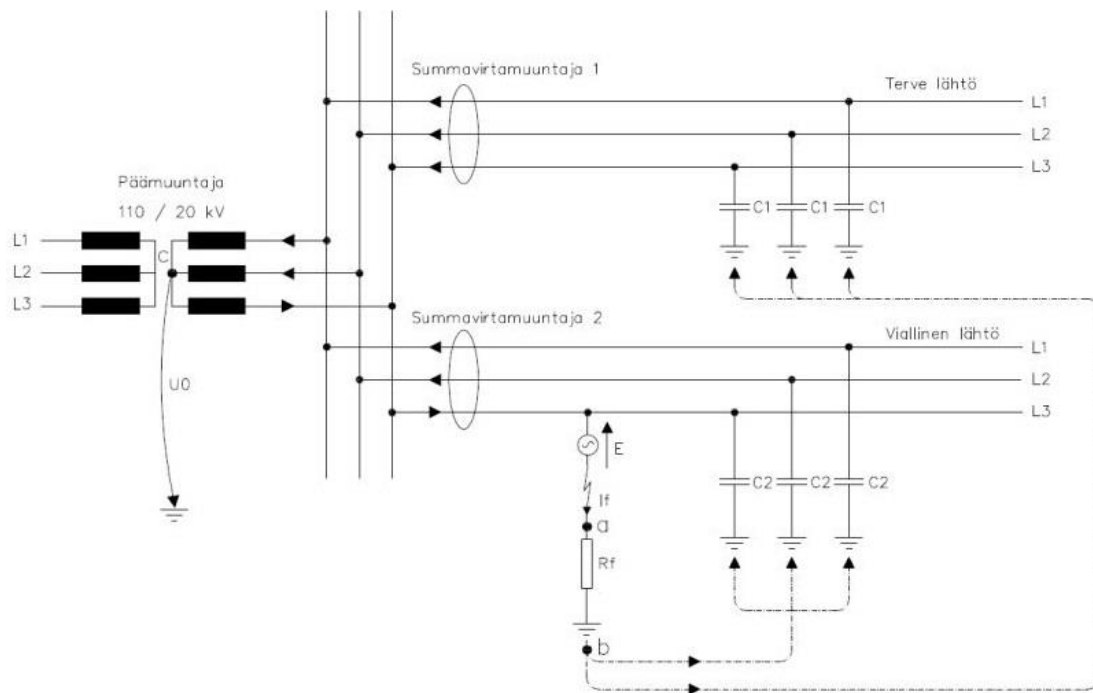 Summavirtamuuntaja 1
Terve lähtö
L1
L2
L3
C1 C1 C1
Päämuuntaja
110 / 20 kV
L1
L2
L3
C
U0
Summavirtamuuntaja 2
Viallinen lähtö
L1
L2
L3
E
If
a
Rf
b
C2 C2 C2